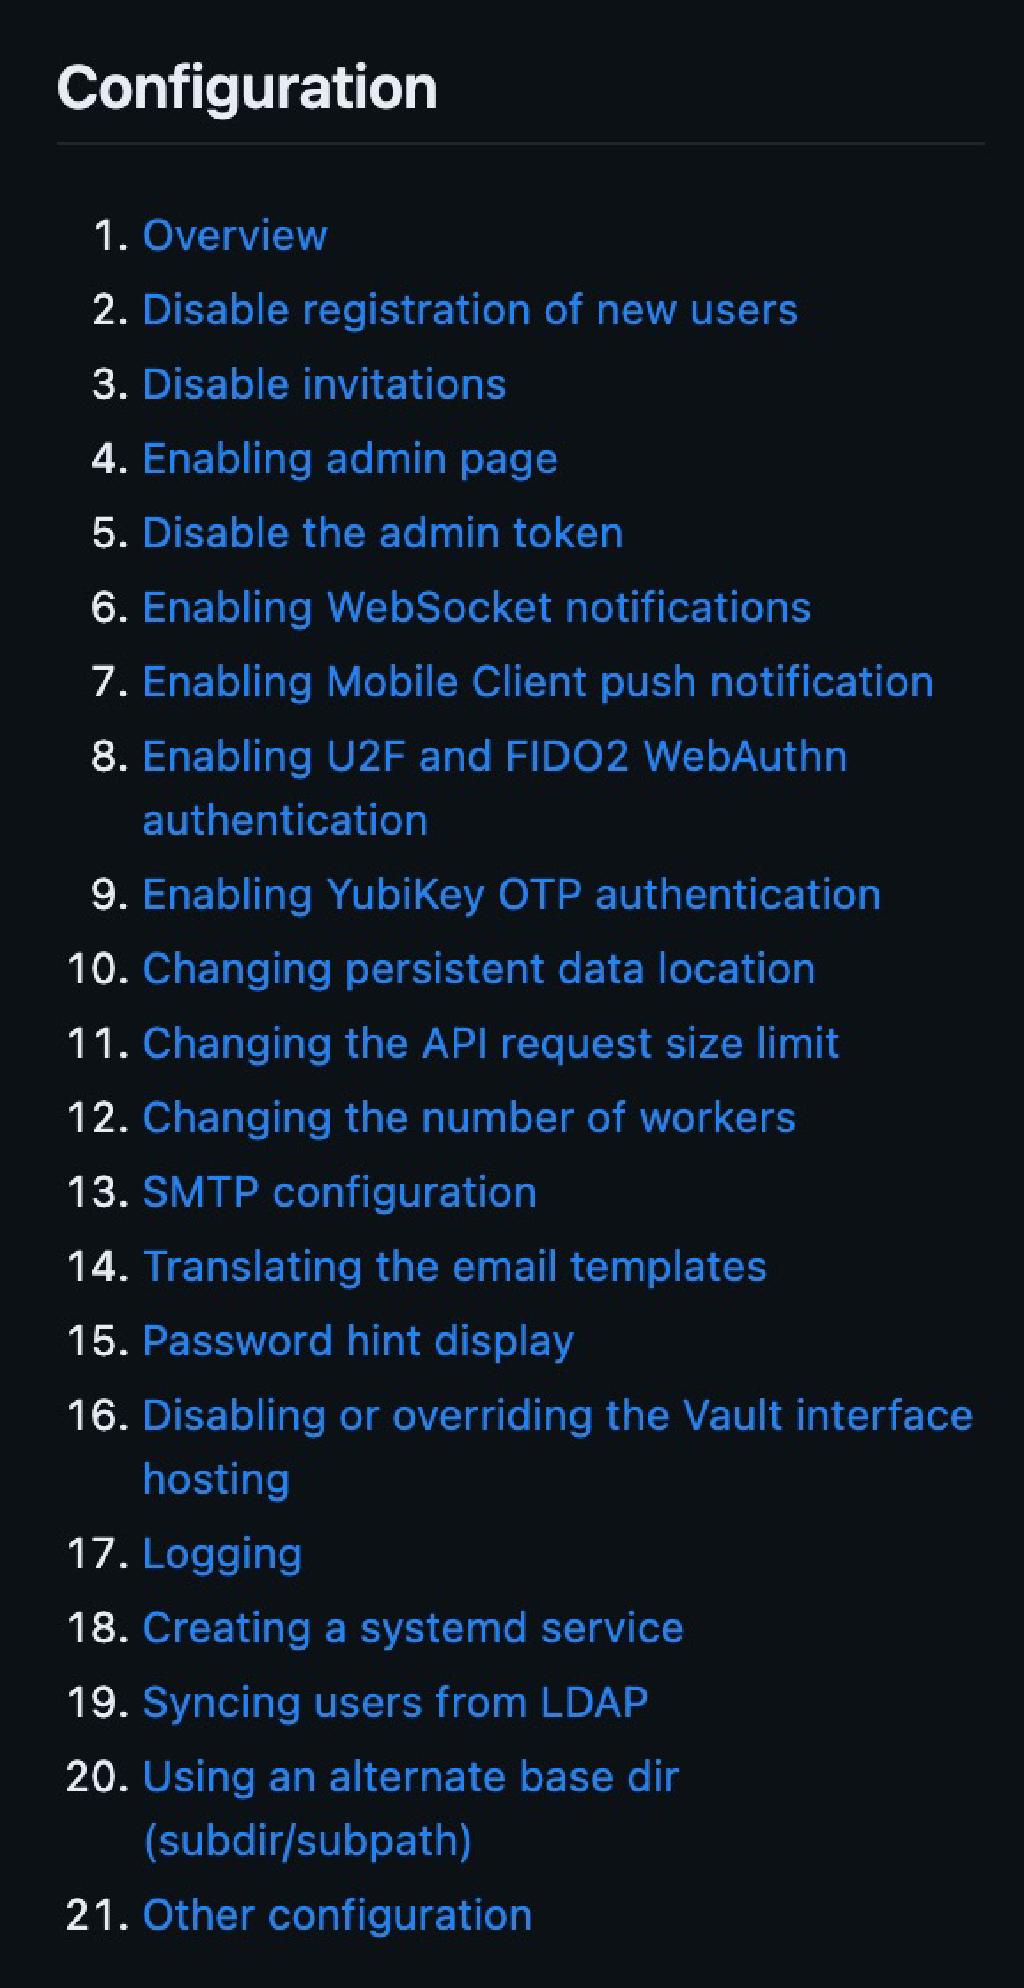 Configuration
1. Overview
2. Disable registration of new users
3. Disable invitations
4. Enabling admin page
5. Disable the admin token
6. Enabling WebSocket notifications
7. Enabling Mobile Client push notification
8. Enabling U2F and FIDO2 WebAuthn
authentication
9. Enabling YubiKey OTP authentication
10. Changing persistent data location
11. Changing the API request size limit
12. Changing the number of workers
13. SMTP configuration
14. Translating the email templates
15. Password hint display
16. Disabling or overriding the Vault interface
hosting
17. Logging
18. Creating a systemd service
19. Syncing users from LDAP
20. Using an alternate base dir
(subdir/subpath)
21. Other configuration